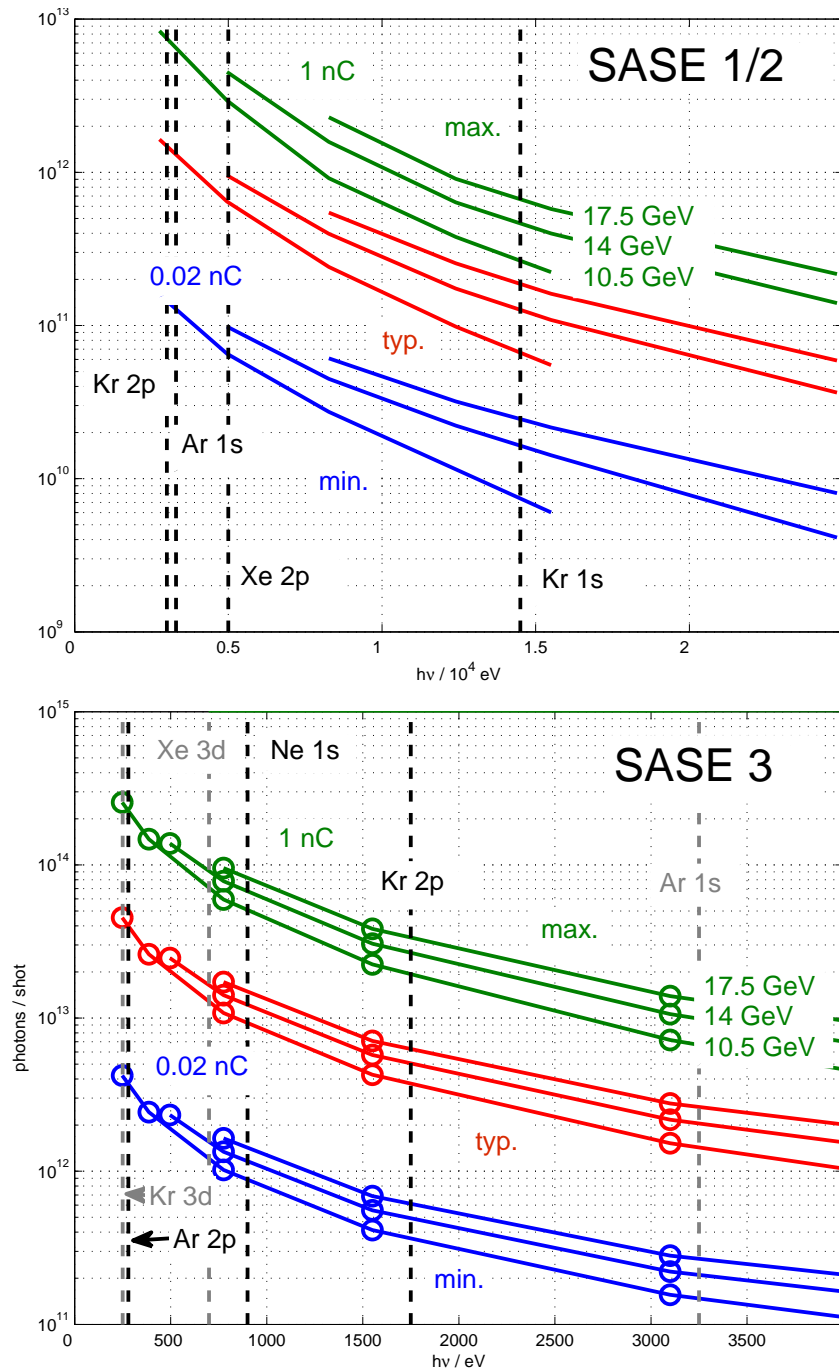 10^13
SASE 1/2
1 nC
max.
10^12
17.5 GeV
14 GeV
10.5 GeV
0.02 nC
10^11
typ.
Kr 2p
Ar 1s
10^10
min.
Xe 2p
Kr 1s
10^9
0 0.5 1 1.5 2
hν / 10^4 eV
10^15
Xe 3d Ne 1s
SASE 3
10^14
1 nC
Kr 2p
Ar 1s
max.
17.5 GeV
14 GeV
10.5 GeV
10^13
photons / shot
0.02 nC
typ.
10^12
Kr 3d
Ar 2p
min.
10^11
0 500 1000 1500 2000 2500 3000 3500
hν / eV